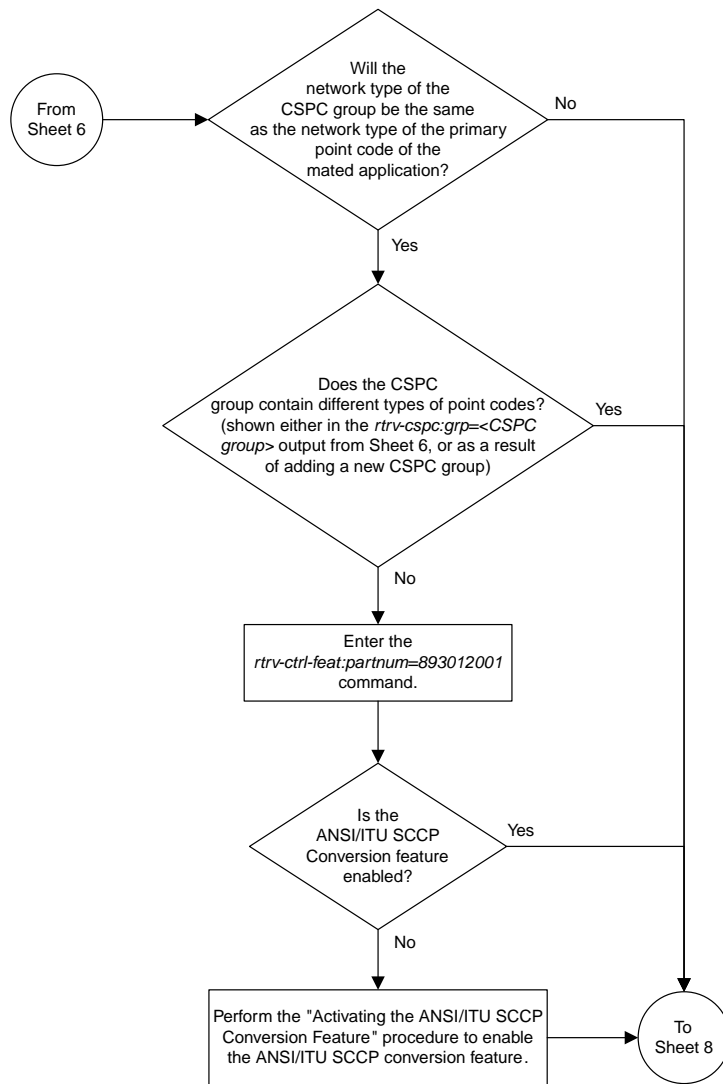 Will the
network type of the
CSPC group be the same
as the network type of the primary
point code of the
mated application?
From
Sheet 6
No
Yes
Does the CSPC
group contain different types of point codes?
(shown either in the rtrv-cspc:grp=<CSPC
group> output from Sheet 6, or as a result
of adding a new CSPC group)
Yes
No
Enter the
rtrv-ctrl-feat:partnum=893012001
command.
Is the
ANSI/ITU SCCP
Conversion feature
enabled?
Yes
No
Perform the "Activating the ANSI/ITU SCCP
Conversion Feature" procedure to enable
the ANSI/ITU SCCP conversion feature.
To
Sheet 8